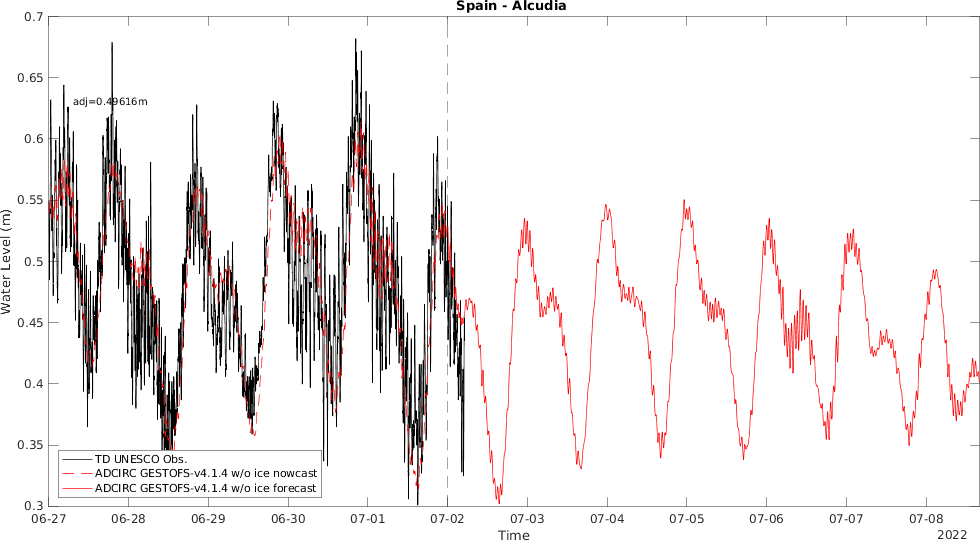 Spain - Alcudia
0.7
0.65
0.6
0.55
0.5
0.45
0.4
0.35
0.3
Water Level (m)
adj=0.49616m
TD UNESCO Obs.
ADCIRC GESTOFS-v4.1.4 w/o ice nowcast
ADCIRC GESTOFS-v4.1.4 w/o ice forecast
06-27 06-28 06-29 06-30 07-01 07-02 07-03 07-04 07-05 07-06 07-07 07-08
Time
2022